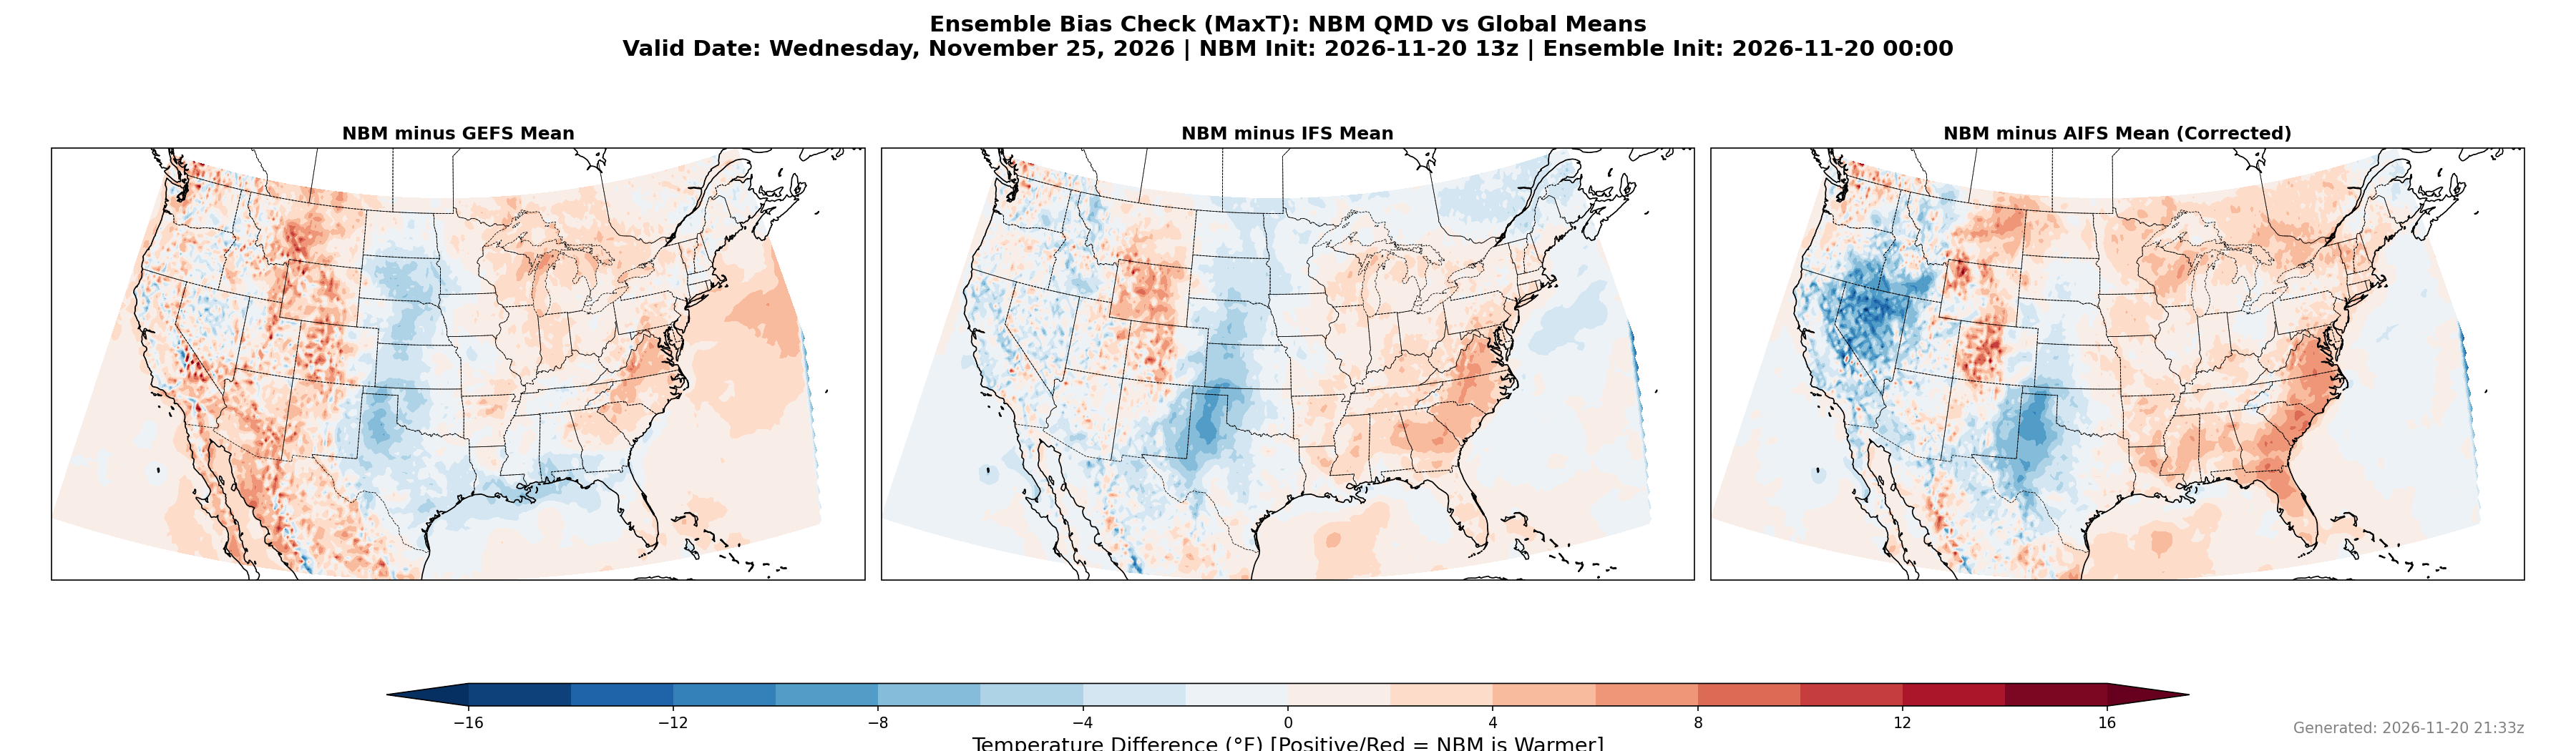 Ensemble Bias Check (MaxT): NBM QMD vs Global Means
Valid Date: Wednesday, November 25, 2026 | NBM Init: 2026-11-20 13z | Ensemble Init: 2026-11-20 00:00
NBM minus GEFS Mean
NBM minus IFS Mean
NBM minus AIFS Mean (Corrected)
−16 −12 −8 −4 0 4 8 12 16
Temperature Difference (°F) [Positive/Red = NBM is Warmer]
Generated: 2026-11-20 21:33z